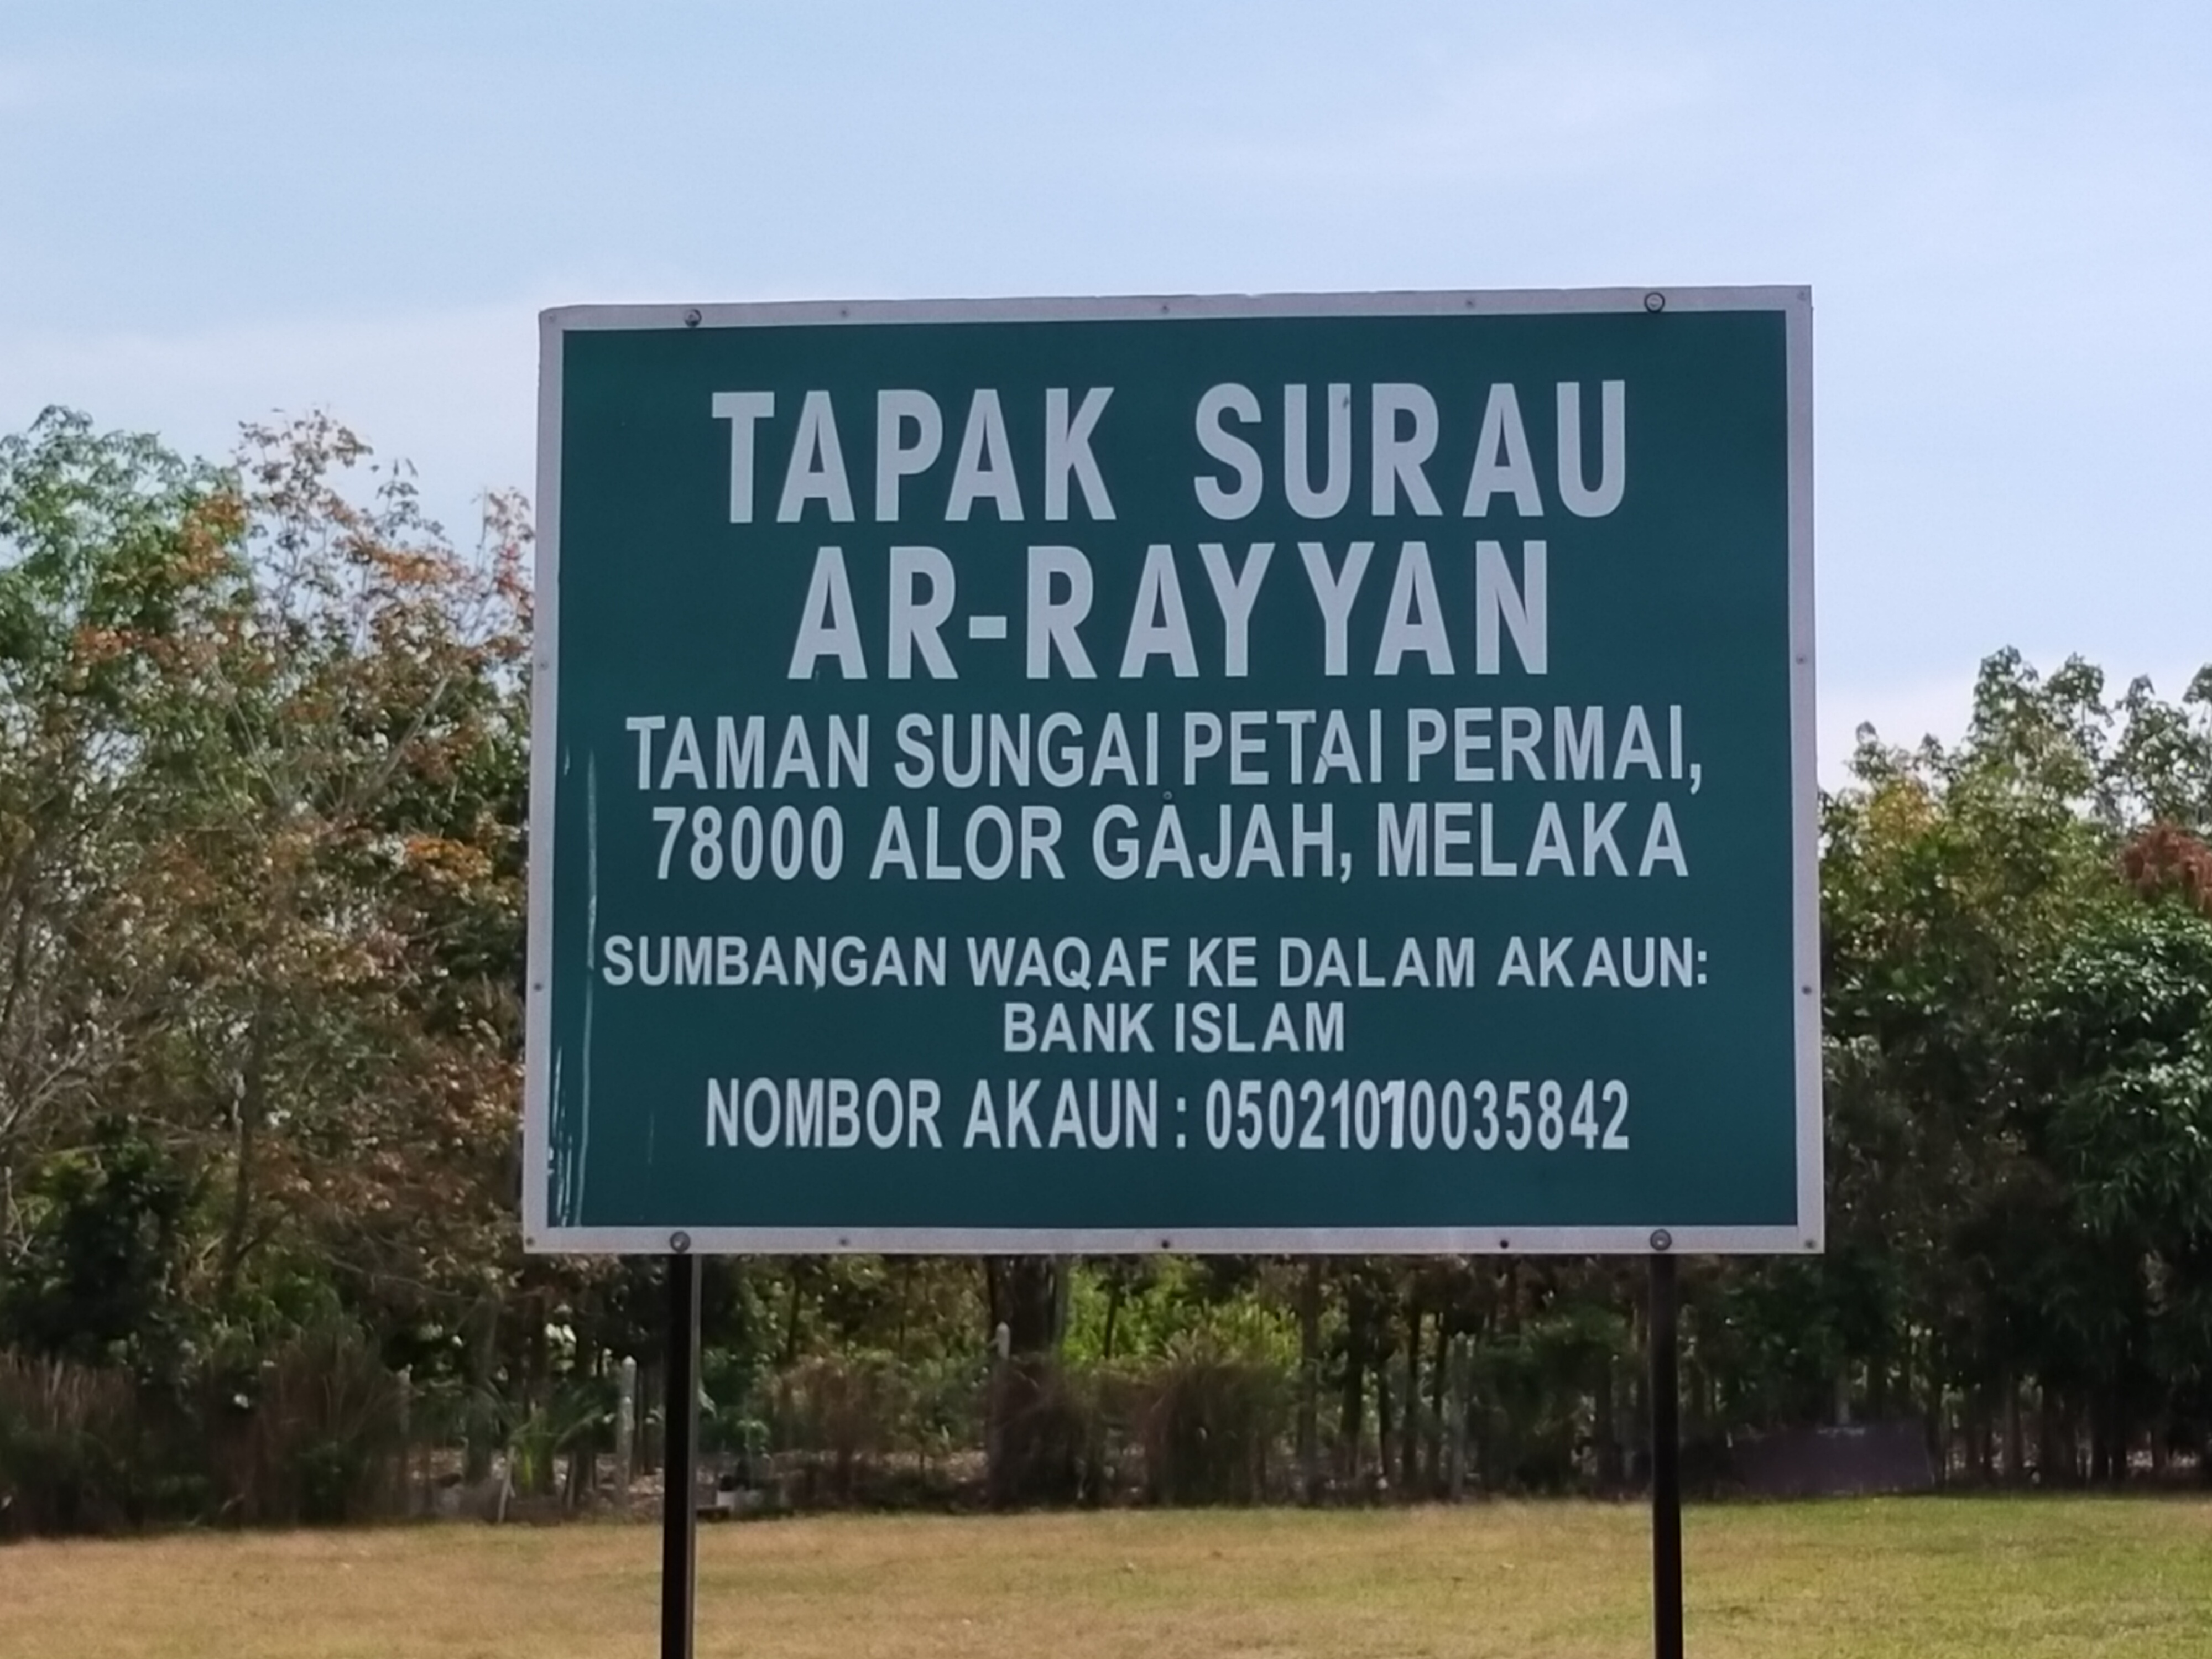 TAPAK SURAU
AR-RAYYAN
TAMAN SUNGAI PETAI PERMAI,
78000 ALOR GAJAH, MELAKA
SUMBANGAN WAQAF KE DALAM AKAUN:
BANK ISLAM
NOMBOR AKAUN : 05021010035842